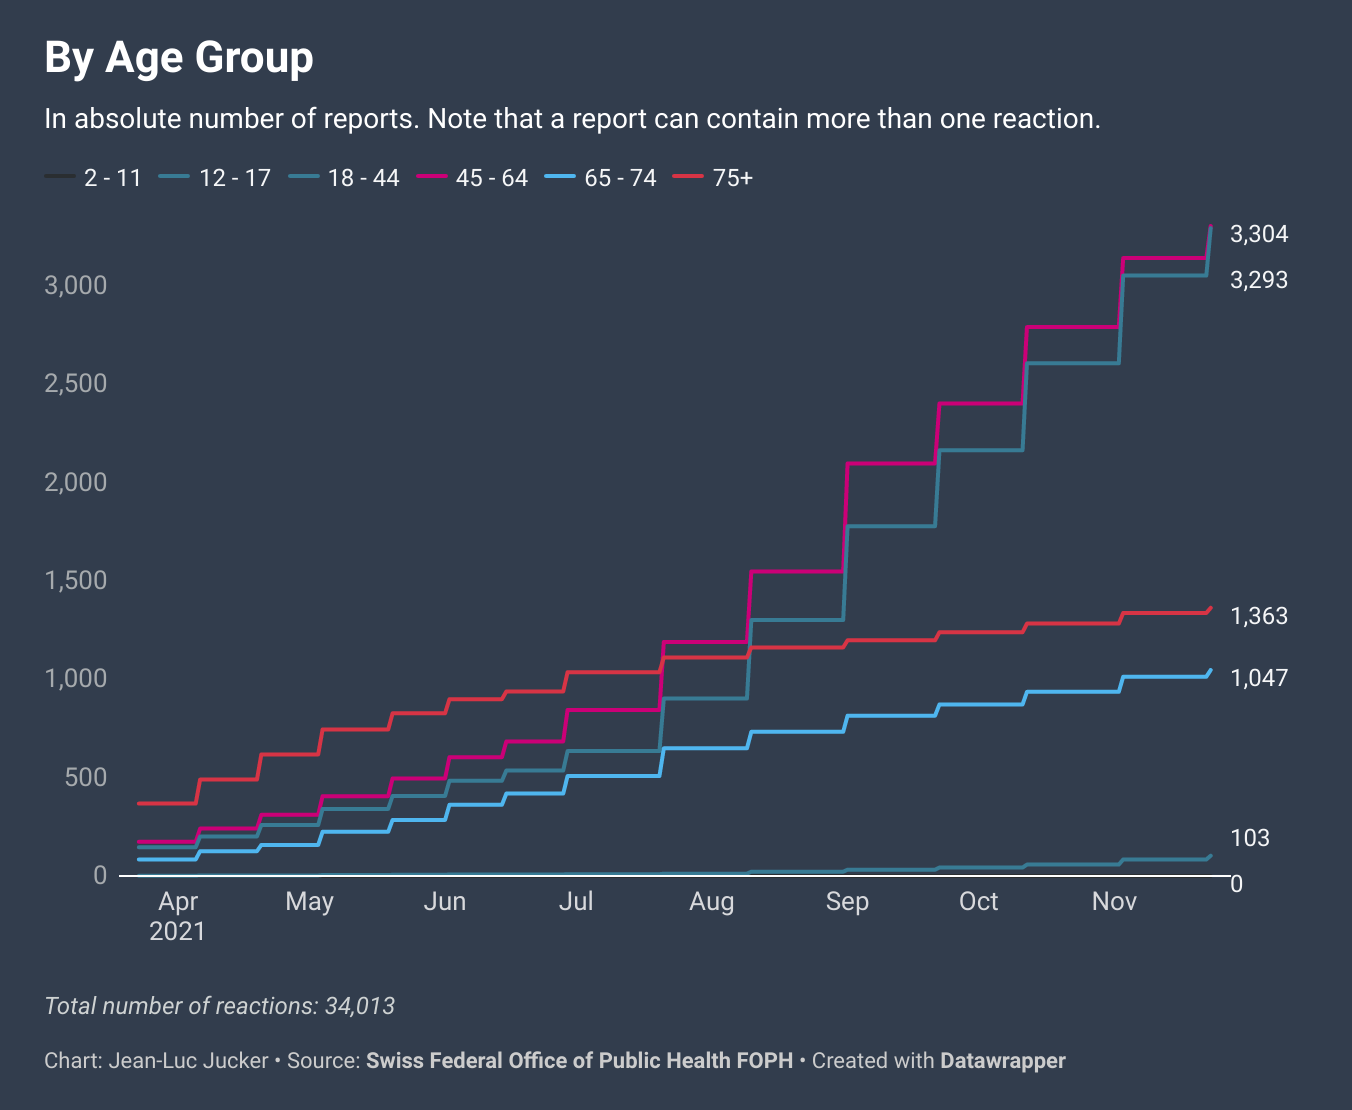 By Age Group
In absolute number of reports. Note that a report can contain more than one reaction.
2 - 11 12 - 17 18 - 44 45 - 64 65 - 74 75+
3,304
3,293
3,000
2,500
2,000
1,500
1,363
1,047
1,000
500
103
0
0
Apr May Jun Jul Aug Sep Oct Nov
2021
Total number of reactions: 34,013
Chart: Jean-Luc Jucker • Source: Swiss Federal Office of Public Health FOPH • Created with Datawrapper